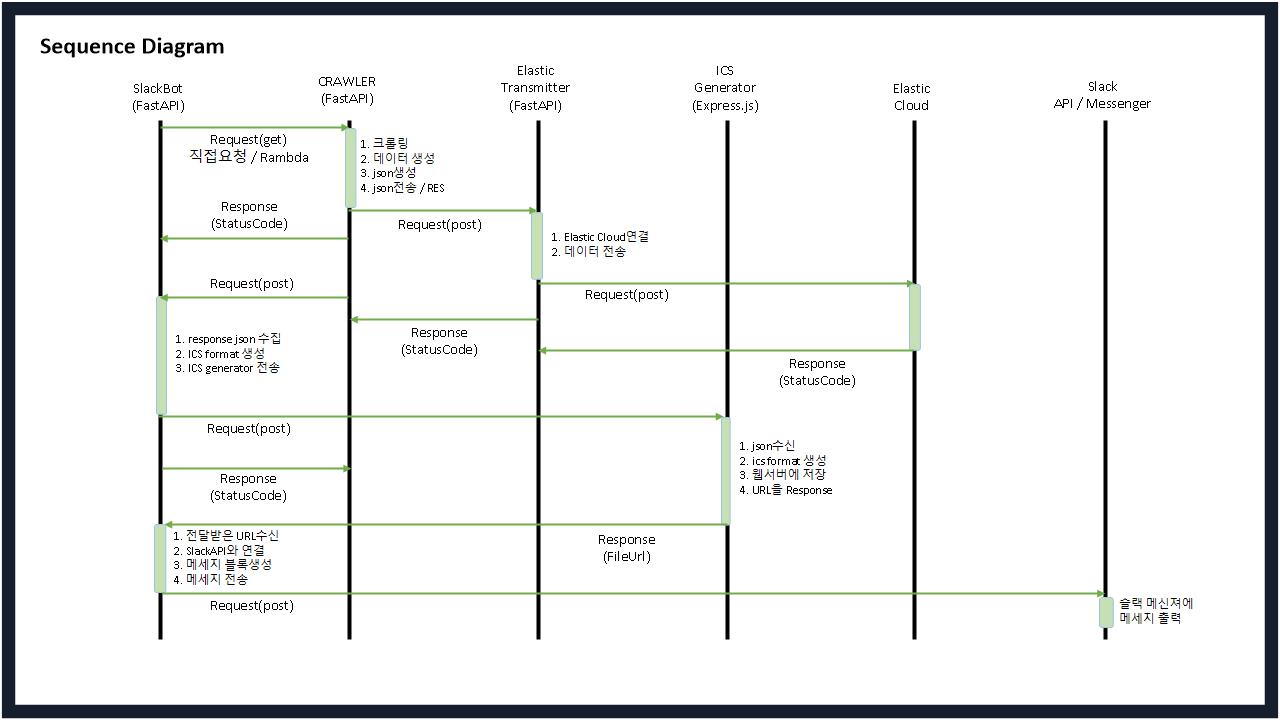 Sequence Diagram
SlackBot
(FastAPI)
CRAWLER
(FastAPI)
Elastic
Transmitter
(FastAPI)
ICS
Generator
(Express.js)
Elastic
Cloud
Slack
API / Messenger
Request(get)
직접요청 / Rambda
1. 크롤링
2. 데이터 생성
3. json생성
4. json전송 / RES
Response
(StatusCode)
Request(post)
1. Elastic Cloud연결
2. 데이터 전송
Request(post)
Request(post)
Response
(StatusCode)
Response
(StatusCode)
1. response json 수집
2. ICS format 생성
3. ICS generator 전송
Request(post)
1. json수신
2. ics format 생성
3. 웹서버에 저장
4. URL을 Response
Response
(StatusCode)
Response
(FileUrl)
1. 전달받은 URL수신
2. SlackAPI와 연결
3. 메세지 블록생성
4. 메세지 전송
Request(post)
슬랙 메신져에
메세지 출력